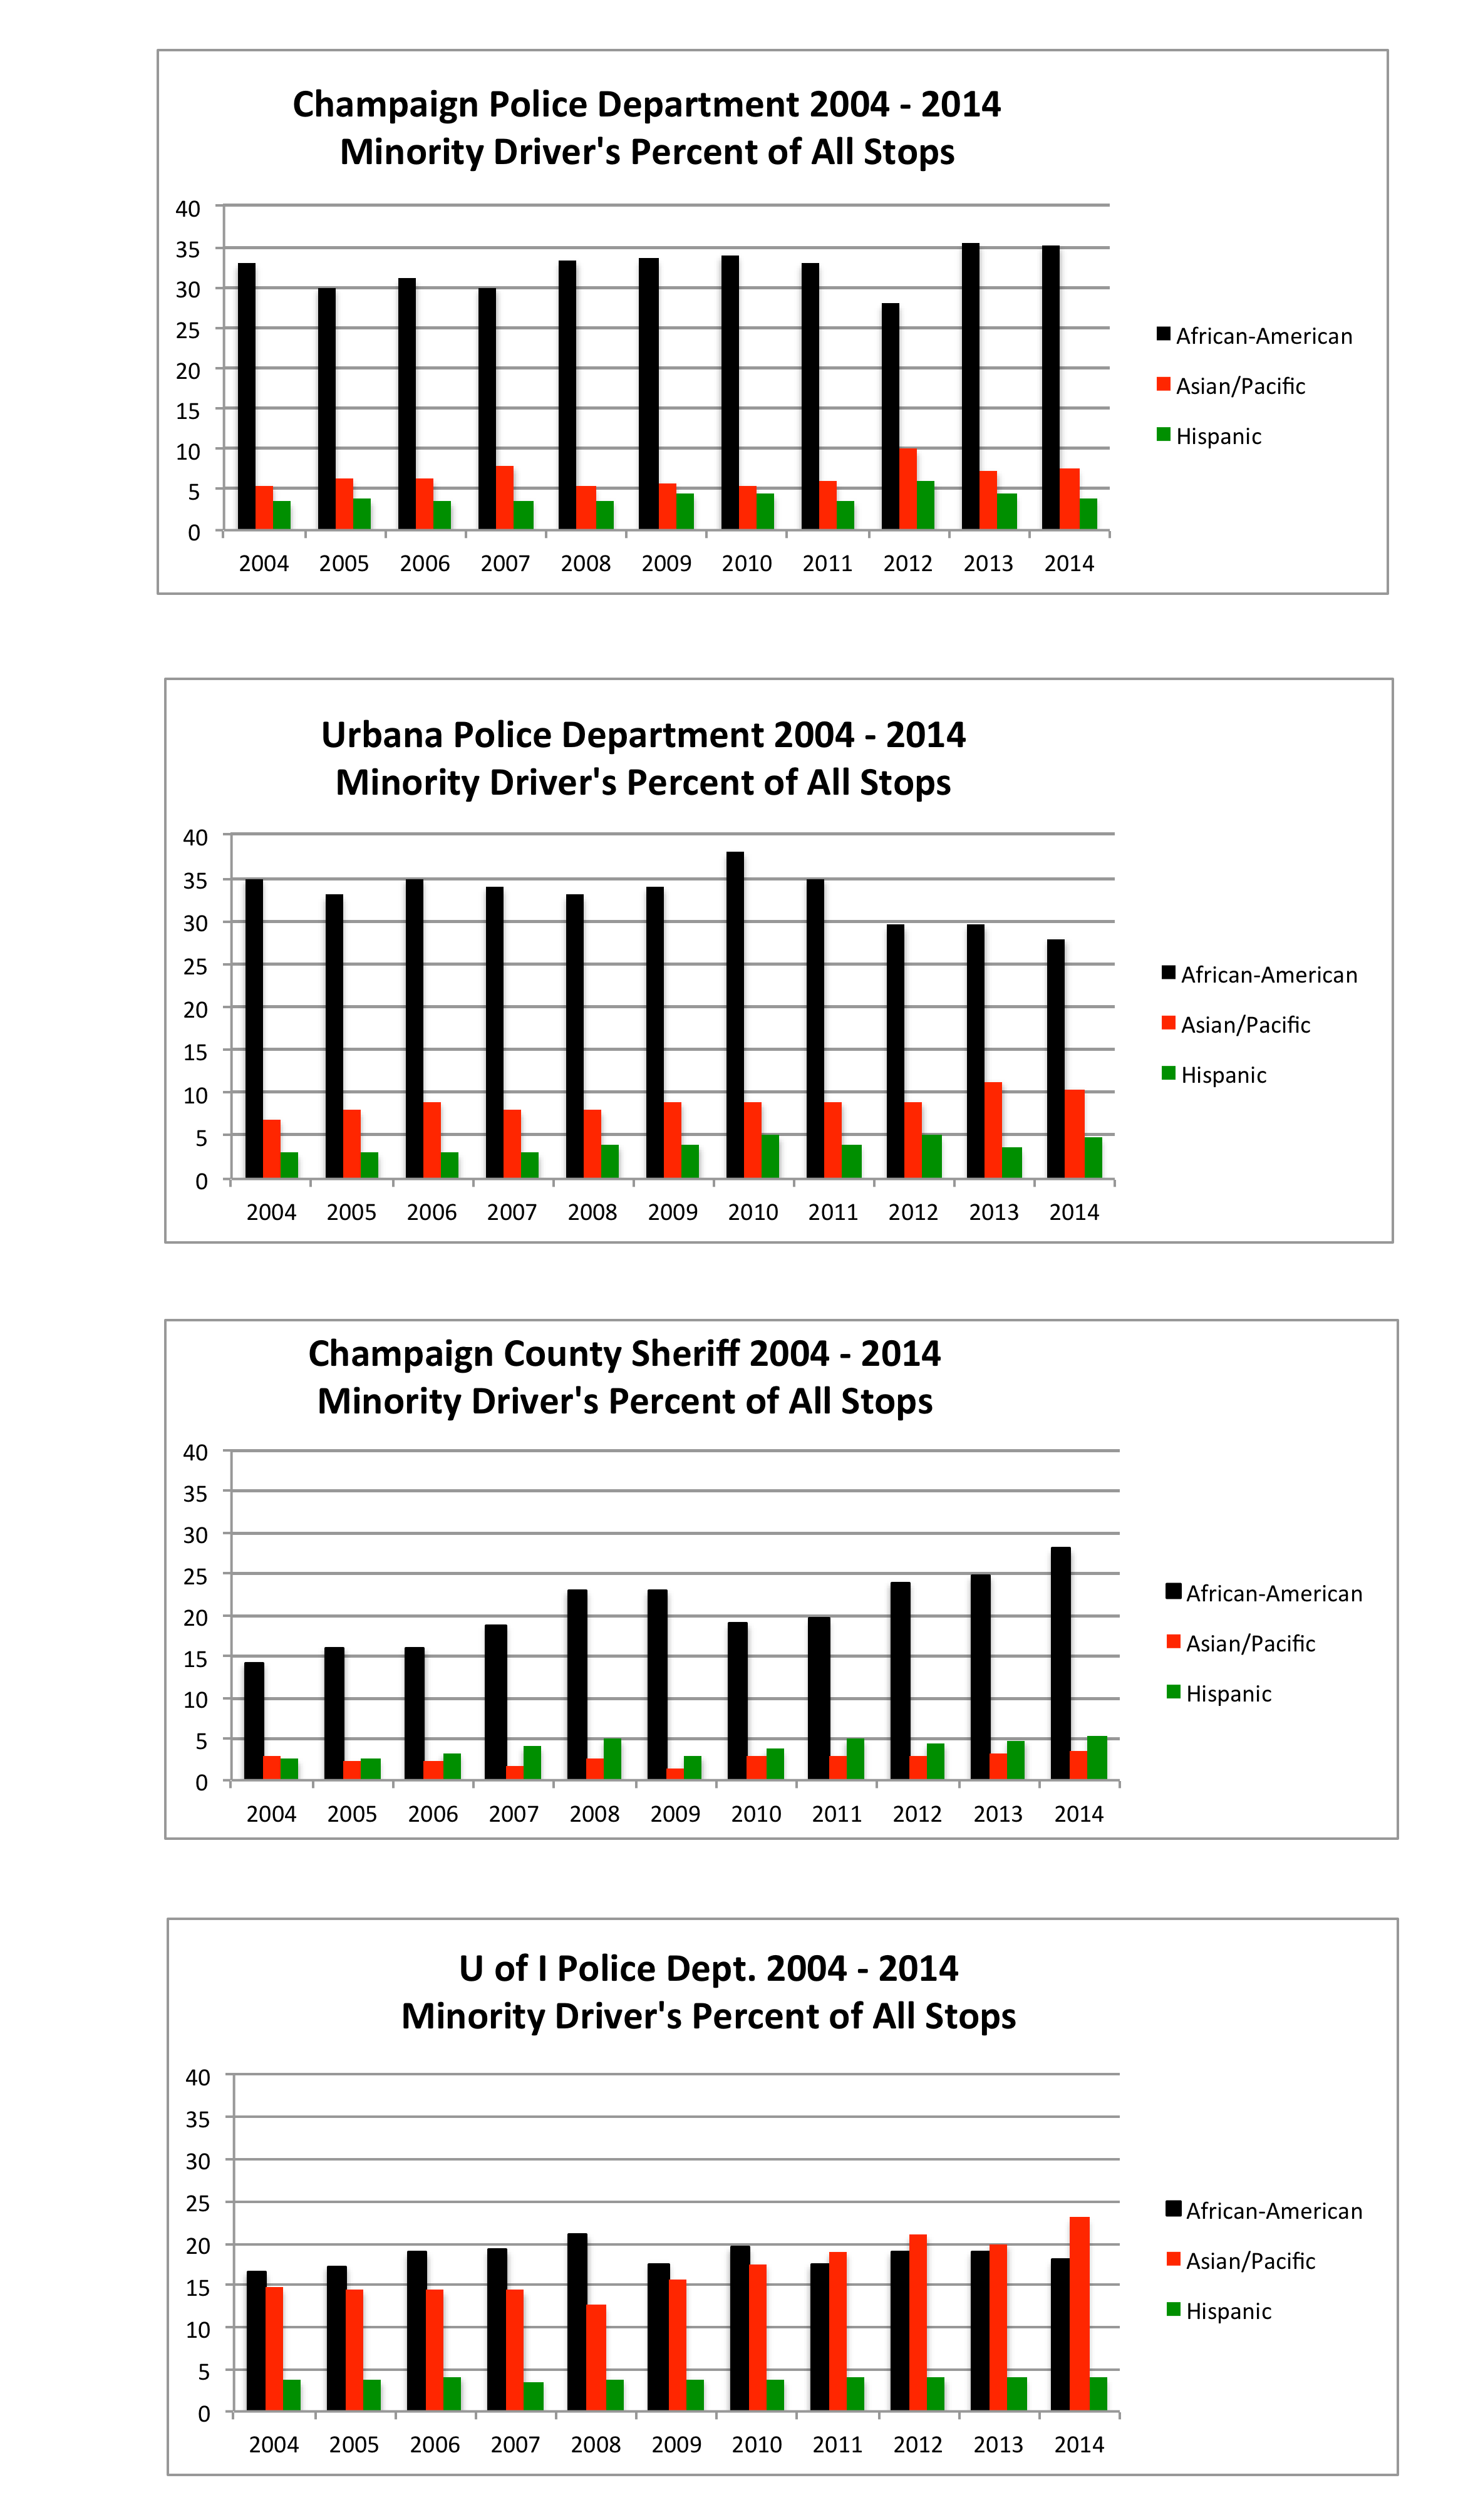 Champaign Police Department 2004 - 2014
Minority Driver's Percent of All Stops
40
35
30
25
20
15
10
5
0
2004 2005 2006 2007 2008 2009 2010 2011 2012 2013 2014
African-American
Asian/Pacific
Hispanic
Urbana Police Department 2004 - 2014
Minority Driver's Percent of All Stops
40
35
30
25
20
15
10
5
0
2004 2005 2006 2007 2008 2009 2010 2011 2012 2013 2014
African-American
Asian/Pacific
Hispanic
Champaign County Sheriff 2004 - 2014
Minority Driver's Percent of All Stops
40
35
30
25
20
15
10
5
0
2004 2005 2006 2007 2008 2009 2010 2011 2012 2013 2014
African-American
Asian/Pacific
Hispanic
U of I Police Dept. 2004 - 2014
Minority Driver's Percent of All Stops
40
35
30
25
20
15
10
5
0
2004 2005 2006 2007 2008 2009 2010 2011 2012 2013 2014
African-American
Asian/Pacific
Hispanic